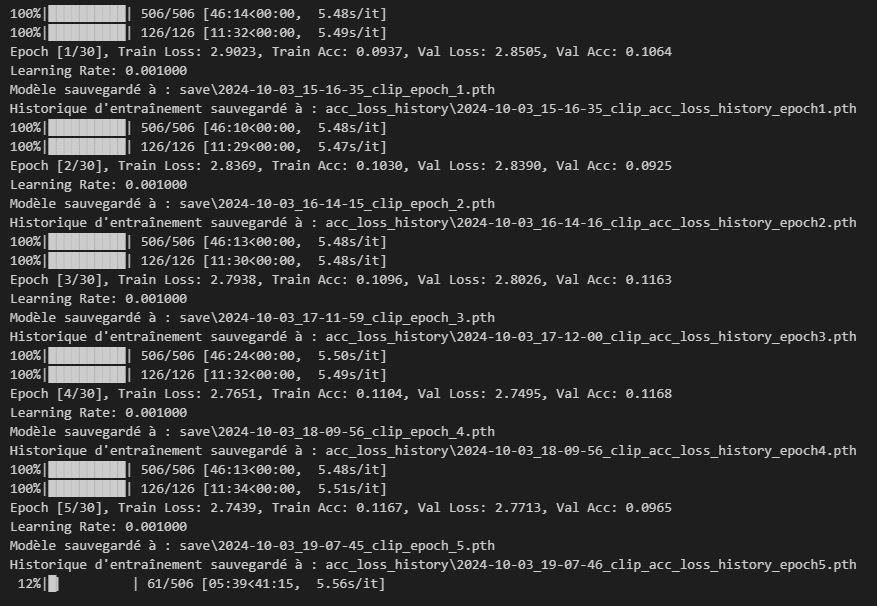 100%|██████████| 506/506 [46:14<00:00,  5.48s/it]
100%|██████████| 126/126 [11:32<00:00,  5.49s/it]
Epoch [1/30], Train Loss: 2.9023, Train Acc: 0.0937, Val Loss: 2.8505, Val Acc: 0.1064
Learning Rate: 0.001000
Modèle sauvegardé à : save\2024-10-03_15-16-35_clip_epoch_1.pth
Historique d'entraînement sauvegardé à : acc_loss_history\2024-10-03_15-16-35_clip_acc_loss_history_epoch1.pth
100%|██████████| 506/506 [46:10<00:00,  5.48s/it]
100%|██████████| 126/126 [11:29<00:00,  5.47s/it]
Epoch [2/30], Train Loss: 2.8369, Train Acc: 0.1030, Val Loss: 2.8390, Val Acc: 0.0925
Learning Rate: 0.001000
Modèle sauvegardé à : save\2024-10-03_16-14-15_clip_epoch_2.pth
Historique d'entraînement sauvegardé à : acc_loss_history\2024-10-03_16-14-16_clip_acc_loss_history_epoch2.pth
100%|██████████| 506/506 [46:13<00:00,  5.48s/it]
100%|██████████| 126/126 [11:30<00:00,  5.48s/it]
Epoch [3/30], Train Loss: 2.7938, Train Acc: 0.1096, Val Loss: 2.8026, Val Acc: 0.1163
Learning Rate: 0.001000
Modèle sauvegardé à : save\2024-10-03_17-11-59_clip_epoch_3.pth
Historique d'entraînement sauvegardé à : acc_loss_history\2024-10-03_17-12-00_clip_acc_loss_history_epoch3.pth
100%|██████████| 506/506 [46:24<00:00,  5.50s/it]
100%|██████████| 126/126 [11:32<00:00,  5.49s/it]
Epoch [4/30], Train Loss: 2.7651, Train Acc: 0.1104, Val Loss: 2.7495, Val Acc: 0.1168
Learning Rate: 0.001000
Modèle sauvegardé à : save\2024-10-03_18-09-56_clip_epoch_4.pth
Historique d'entraînement sauvegardé à : acc_loss_history\2024-10-03_18-09-56_clip_acc_loss_history_epoch4.pth
100%|██████████| 506/506 [46:13<00:00,  5.48s/it]
100%|██████████| 126/126 [11:34<00:00,  5.51s/it]
Epoch [5/30], Train Loss: 2.7439, Train Acc: 0.1167, Val Loss: 2.7713, Val Acc: 0.0965
Learning Rate: 0.001000
Modèle sauvegardé à : save\2024-10-03_19-07-45_clip_epoch_5.pth
Historique d'entraînement sauvegardé à : acc_loss_history\2024-10-03_19-07-46_clip_acc_loss_history_epoch5.pth
 12%|█▏        | 61/506 [05:39<41:15,  5.56s/it]